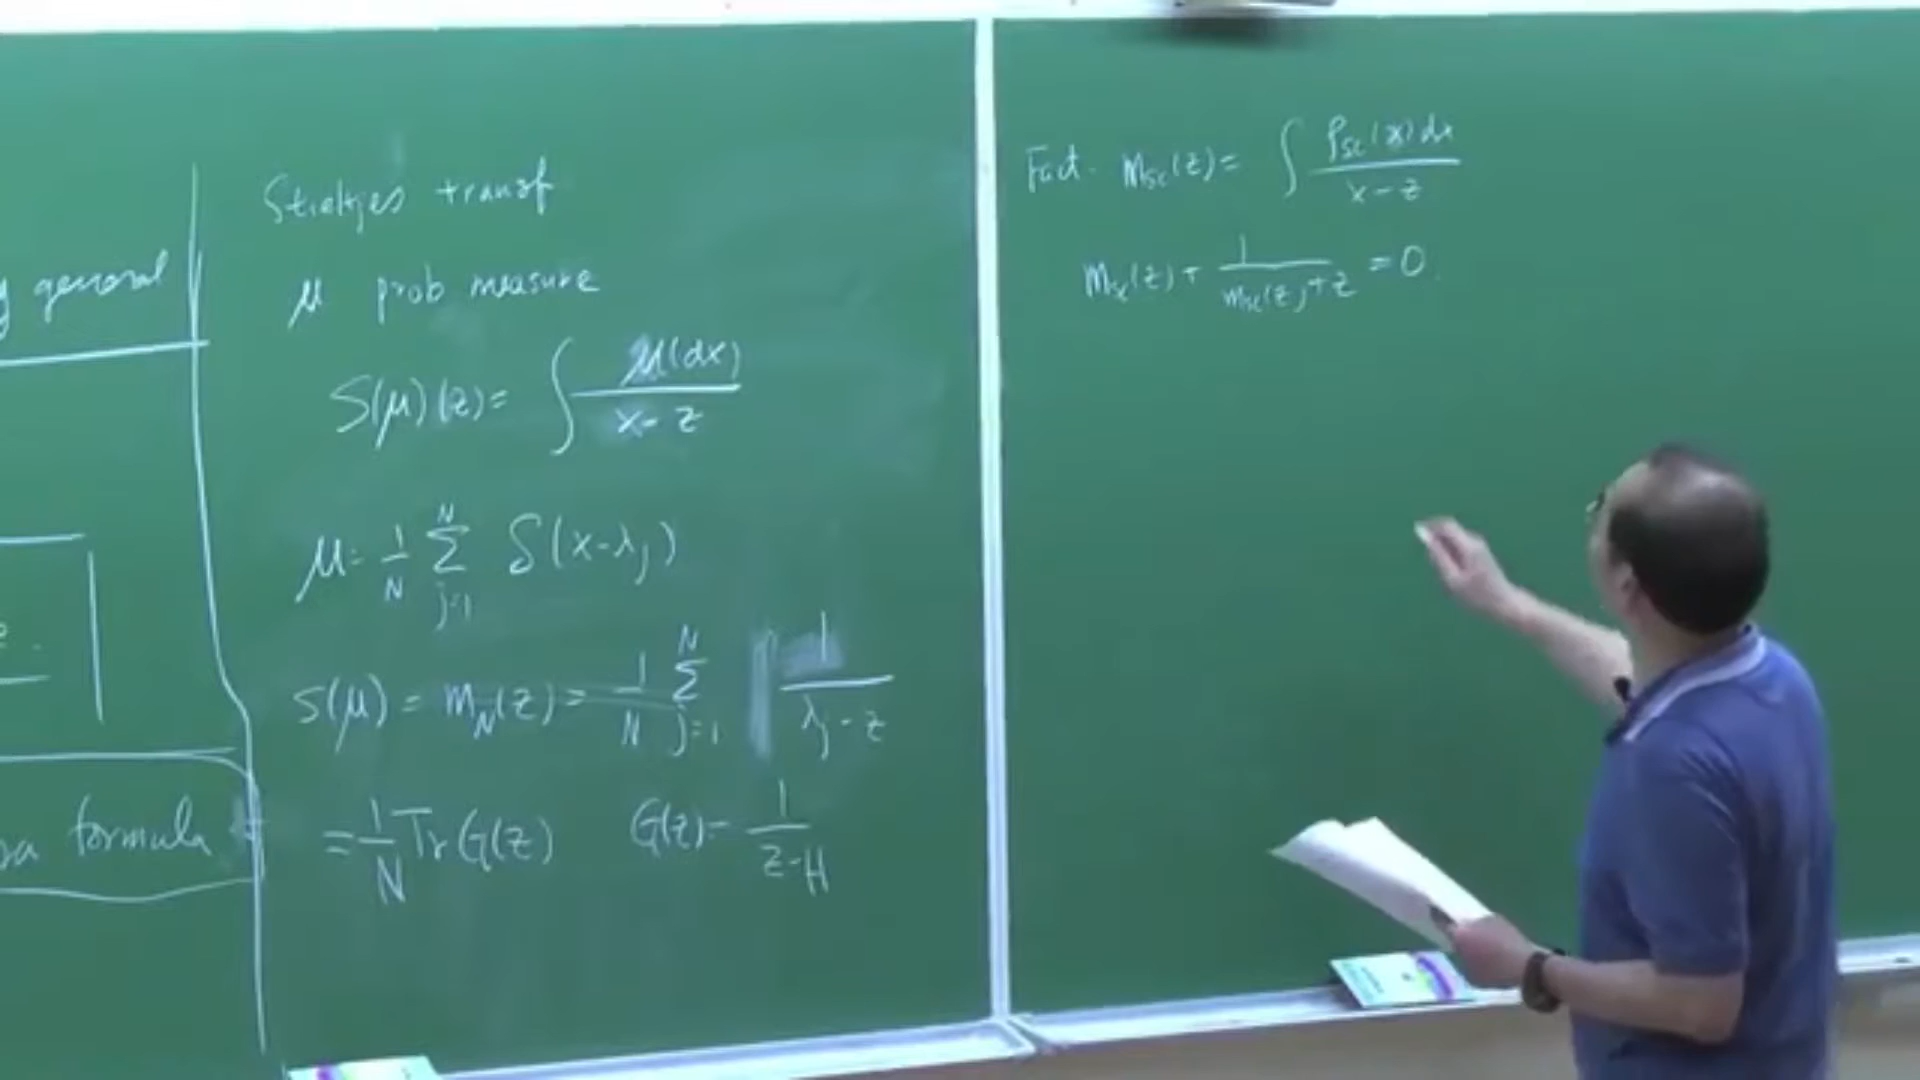 general
formula
Stieltjes transf
μ prob measure
S(μ)(z) = ∫ μ(dx) / (x - z)
μ = 1/N Σ_{j=1}^{N} δ(x - λ_j)
S(μ) = m_N(z) = 1/N Σ_{j=1}^{N} 1/(λ_j - z)
= 1/N Tr G(z)    G(z) = 1/(z - H)
Fact. m_sc(z) = ∫ ρ_sc(x) dx / (x - z)
m_sc(z) + 1/(m_sc(z) + z) = 0.